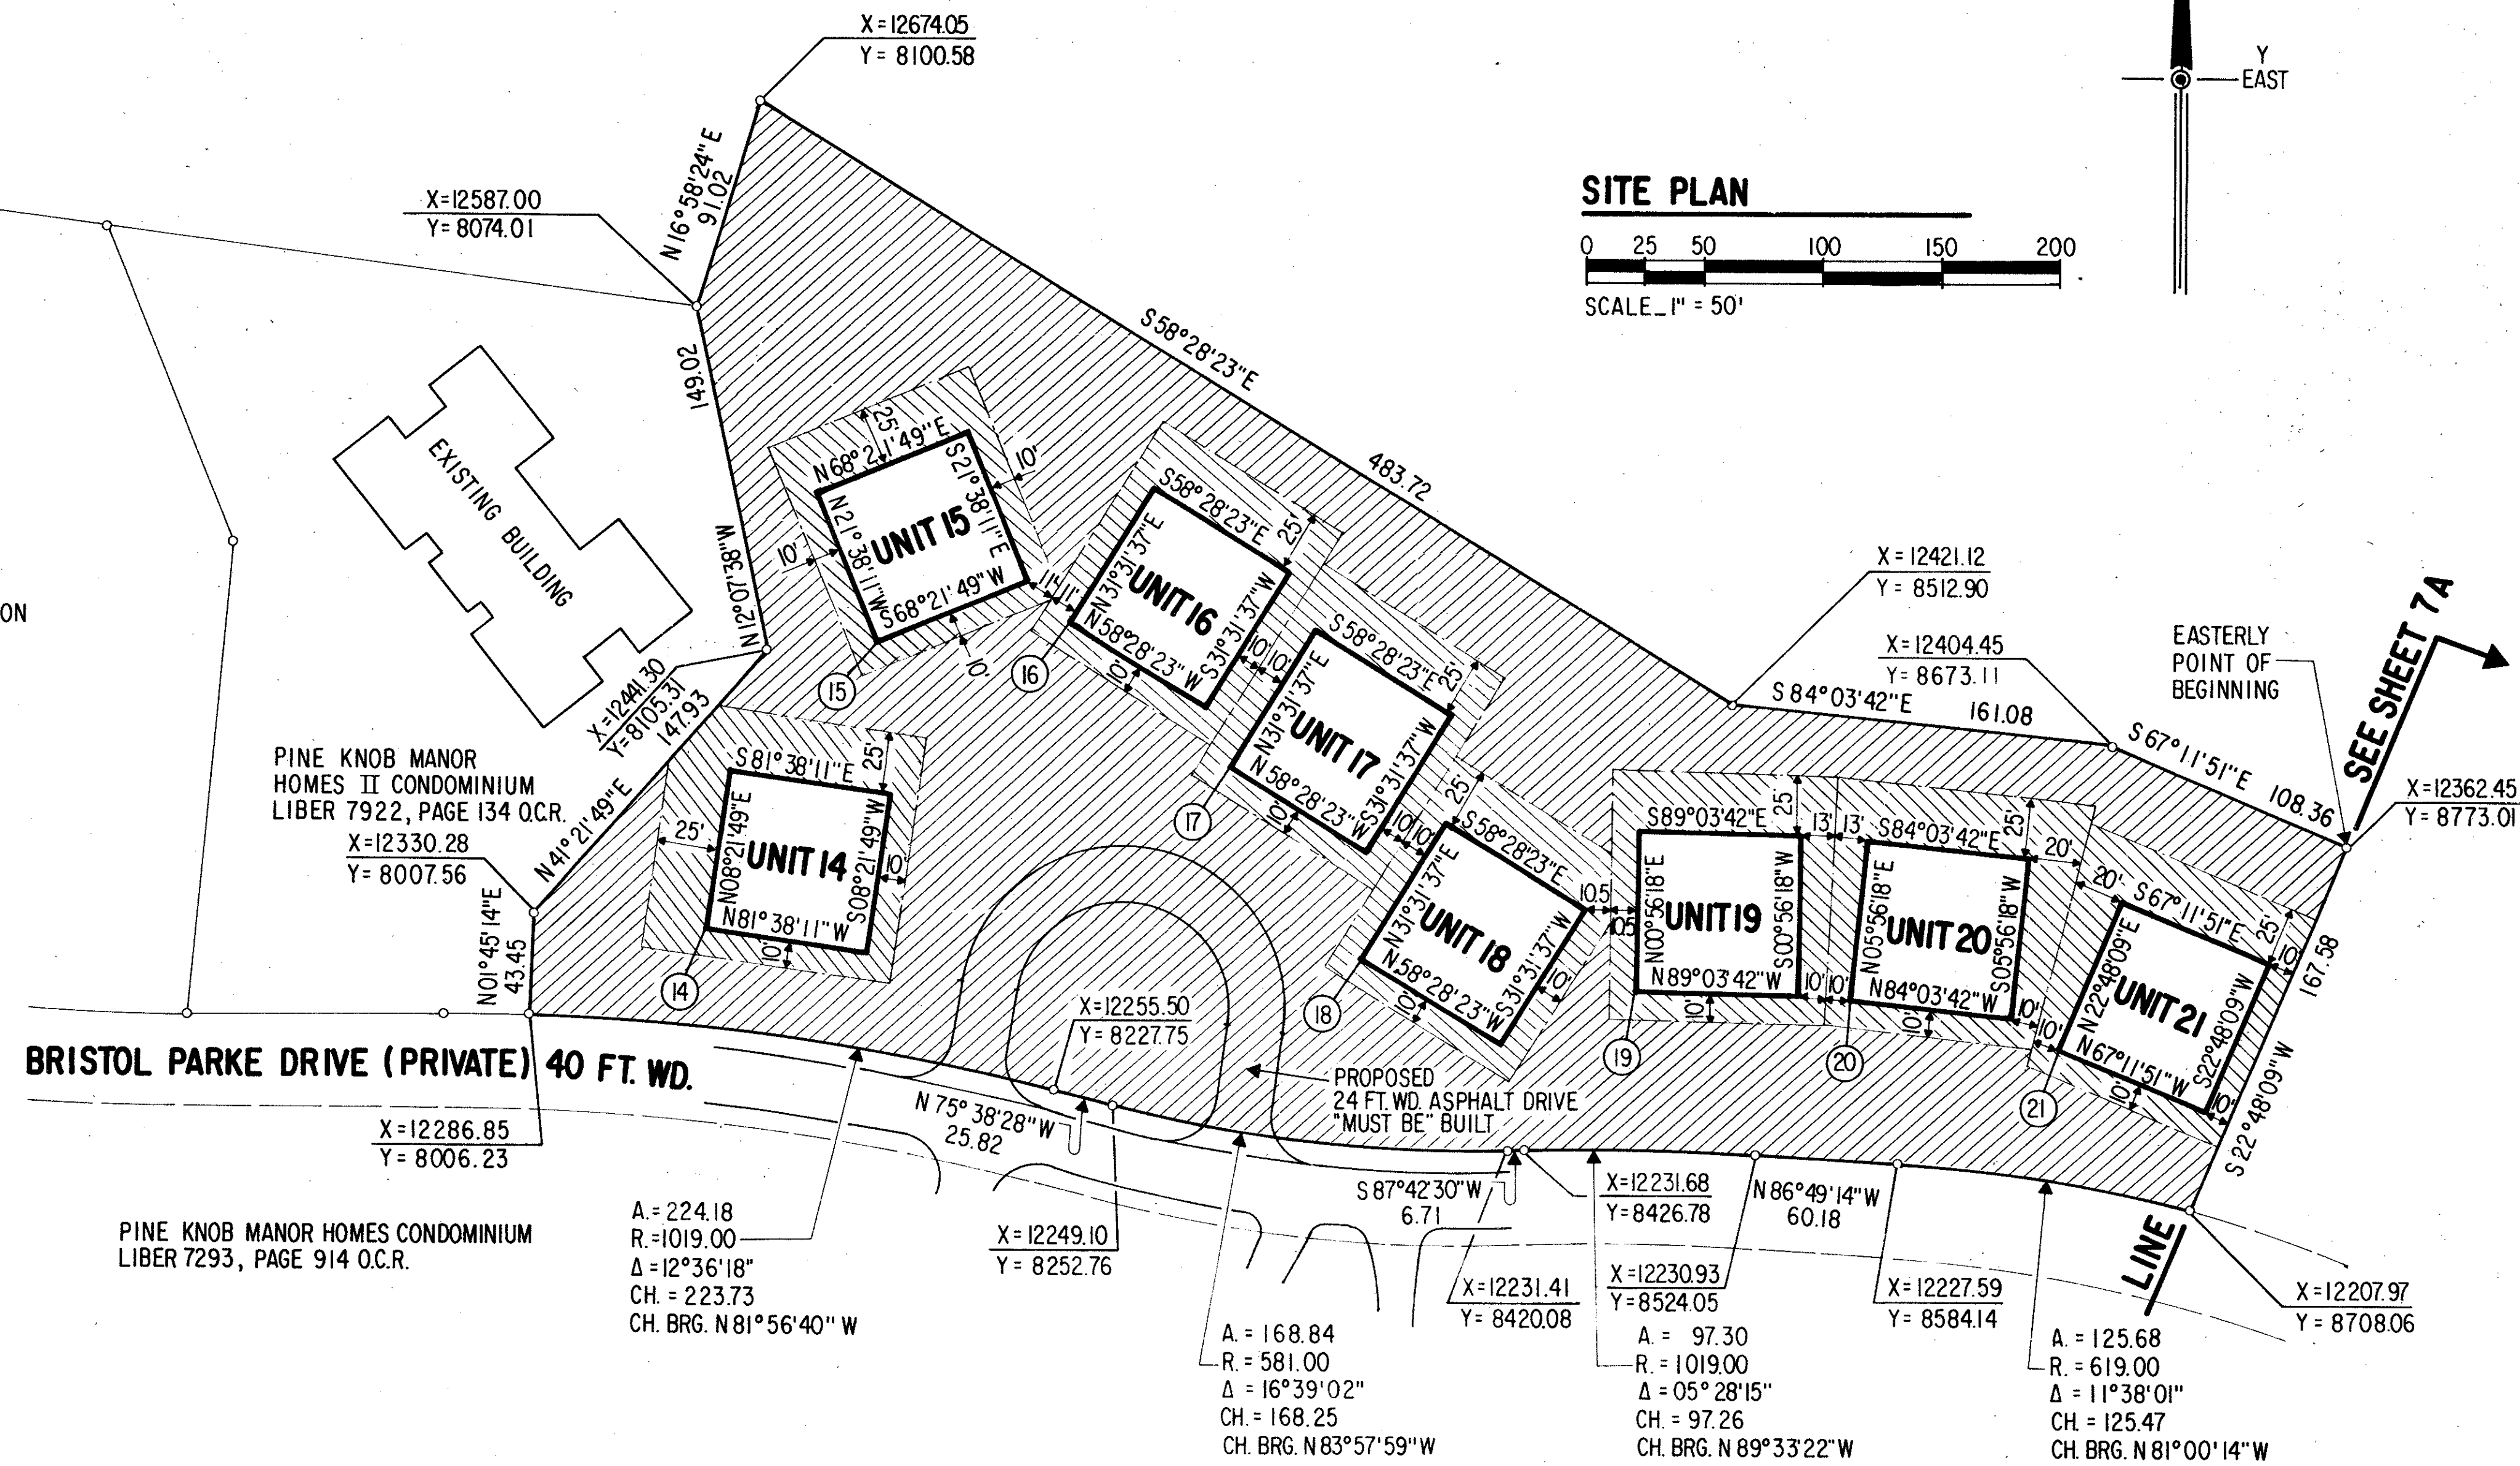 X=12674.05
Y= 8100.58
Y
EAST
N 16°58'24" E
91.02
X=12587.00
Y= 8074.01
SITE PLAN
0 25 50 100 150 200
SCALE_1" = 50'
S 58°28'23"E
483.72
149.02
N12°07'38"W
EXISTING BUILDING
ON
X=12441.30
Y=8105.31
147.93
N 41°21'49"E
PINE KNOB MANOR
HOMES II CONDOMINIUM
LIBER 7922, PAGE 134 O.C.R.
X=12330.28
Y= 8007.56
N01°45'14"E
43.45
25'
N68°21'49" E
S21°38'11"E
10'
N21°38'11"W
UNIT 15
10'
S68°21'49"W
10'
11'
11'
15
16
S58°28'23"E
25'
N31°31'37"E
UNIT 16
S31°31'37"W
N58°28'23" W
10'
10'
10'
S58°28'23"E
25'
N31°31'37"E
UNIT 17
S31°31'37"W
N58°28'23"W
10'
10'
10'
17
25'
S58°28'23"E
N31°31'37"E
UNIT 18
S31°31'37"W
N58°28'23"W
10'
10'
18
10.5
10.5
S81°38'11"E
25'
25'
N08°21'49"E
UNIT 14
S08°21'49"W
10'
N81°38'11" W
10'
14
X=12421.12
Y= 8512.90
X=12404.45
Y= 8673.11
S 84°03'42"E
161.08
S 67°11'51"E
108.36
EASTERLY
POINT OF
BEGINNING
SEE SHEET 7A
X=12362.45
Y= 8773.01
S89°03'42"E
25
13'
13'
N00°56'18"E
UNIT 19
S00°56'18"W
N89°03'42"W
10'
10'
10'
19
S84°03'42"E
25'
20'
N05°56'18"E
UNIT 20
S05°56'18"W
N84°03'42"W
10'
10'
10'
20
20'
S67°11'51"E
25'
10'
N22°48'09"E
UNIT 21
S22°48'09"W
N67°11'51"W
10'
10'
21
167.58
S22°48'09"W
BRISTOL PARKE DRIVE (PRIVATE) 40 FT. WD.
X=12255.50
Y= 8227.75
PROPOSED
24 FT. WD. ASPHALT DRIVE
"MUST BE" BUILT
N 75°38'28"W
25.82
X=12286.85
Y= 8006.23
PINE KNOB MANOR HOMES CONDOMINIUM
LIBER 7293, PAGE 914 O.C.R.
A.= 224.18
R.=1019.00
Δ=12°36'18"
CH. = 223.73
CH. BRG. N 81°56'40" W
X=12249.10
Y= 8252.76
S 87°42'30"W
6.71
X=12231.68
Y=8426.78
N 86°49'14"W
60.18
X=12231.41
Y= 8420.08
X=12230.93
Y=8524.05
X=12227.59
Y= 8584.14
LINE
X=12207.97
Y= 8708.06
A. = 168.84
R. = 581.00
Δ = 16°39'02"
CH. = 168.25
CH. BRG. N 83°57'59"W
A. = 97.30
R. = 1019.00
Δ = 05°28'15"
CH. = 97.26
CH. BRG. N 89°33'22"W
A. = 125.68
R. = 619.00
Δ = 11°38'01"
CH. = 125.47
CH. BRG. N 81°00'14"W